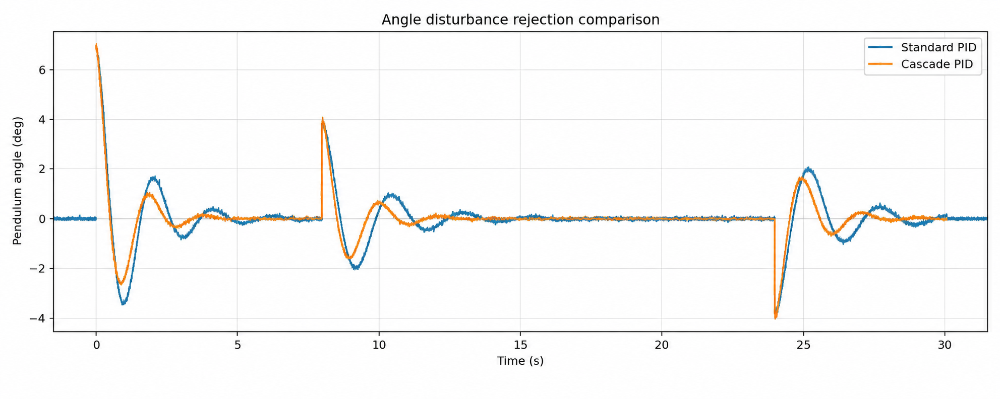 Angle disturbance rejection comparison
Standard PID
Cascade PID
Pendulum angle (deg)
6
4
2
0
−2
−4
0 5 10 15 20 25 30
Time (s)